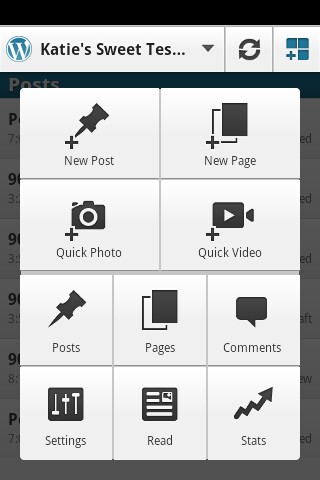 Katie's Sweet Tes...
Posts
New Post
New Page
Quick Photo
Quick Video
Posts
Pages
Comments
Settings
Read
Stats